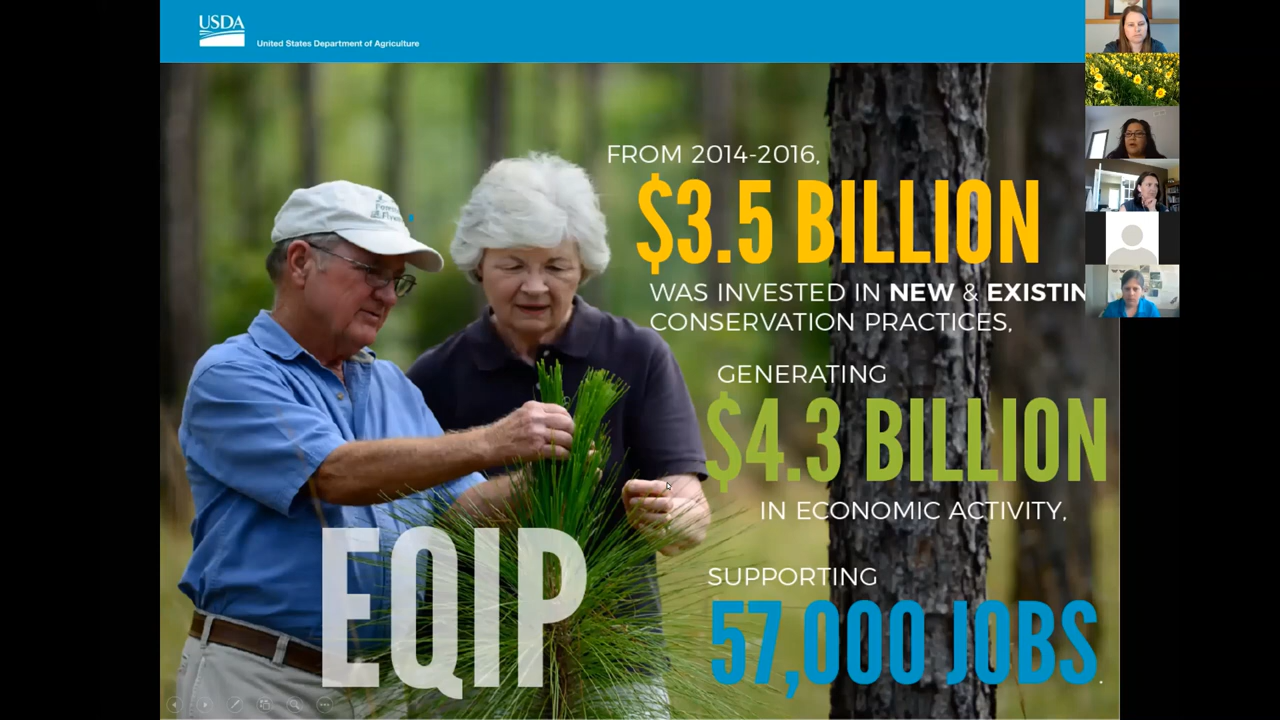 USDA
United States Department of Agriculture
FROM 2014-2016,
$3.5 BILLION
WAS INVESTED IN NEW & EXISTIN
CONSERVATION PRACTICES,
GENERATING
$4.3 BILLION
IN ECONOMIC ACTIVITY,
SUPPORTING
57,000 JOBS.
EQIP